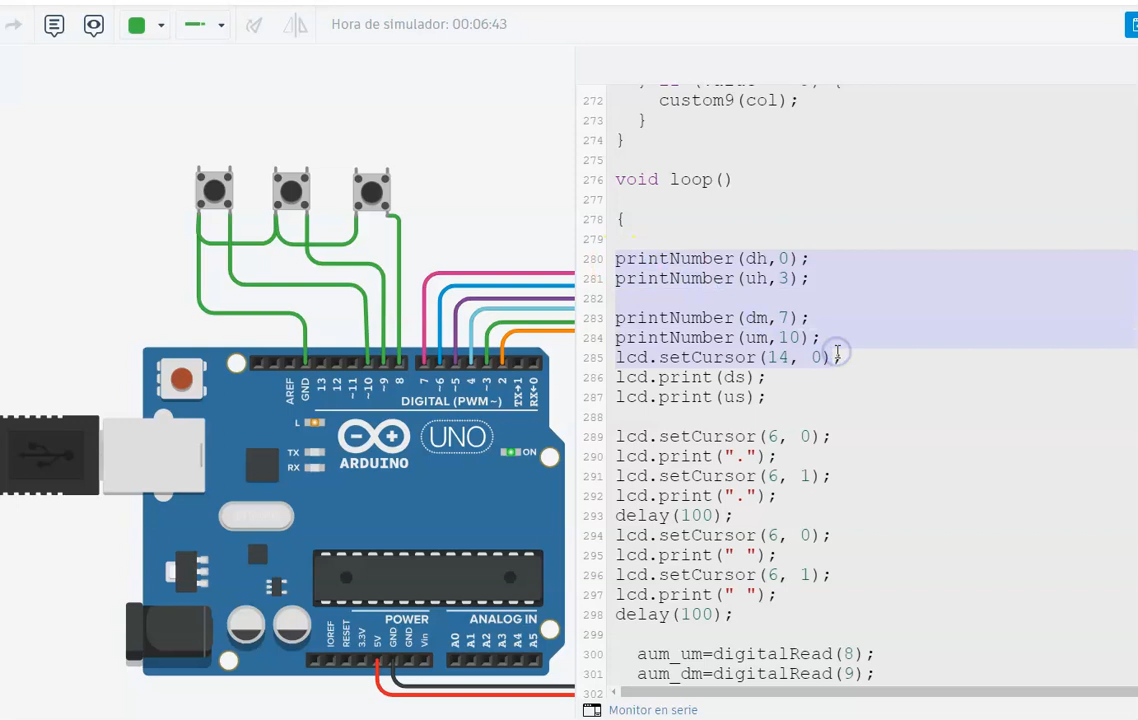 Hora de simulador: 00:06:43
272 custom9(col);
273 }
274 }
275
276 void loop()
277
278 {
279
280 printNumber(dh,0);
281 printNumber(uh,3);
282
283 printNumber(dm,7);
284 printNumber(um,10);
285 lcd.setCursor(14, 0);
286 lcd.print(ds);
287 lcd.print(us);
288
289 lcd.setCursor(6, 0);
290 lcd.print(".");
291 lcd.setCursor(6, 1);
292 lcd.print(".");
293 delay(100);
294 lcd.setCursor(6, 0);
295 lcd.print(" ");
296 lcd.setCursor(6, 1);
297 lcd.print(" ");
298 delay(100);
299
300 aum_um=digitalRead(8);
301 aum_dm=digitalRead(9);
302
Monitor en serie
AREF
GND
13
12
~11
~10
~9
8
7
~6
~5
4
~3
2
TX→1
RX←0
DIGITAL (PWM~)
L
TX
RX
UNO
ARDUINO
ON
POWER
ANALOG IN
IOREF
RESET
3.3V
5V
GND
GND
Vin
A0
A1
A2
A3
A4
A5